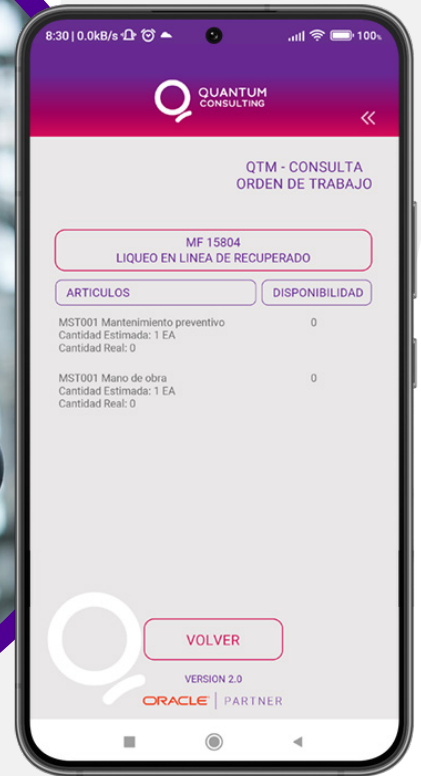 8:30 | 0.0kB/s
100%
QUANTUM
CONSULTING
QTM - CONSULTA
ORDEN DE TRABAJO
MF 15804
LIQUEO EN LINEA DE RECUPERADO
ARTICULOS DISPONIBILIDAD
MST001 Mantenimiento preventivo 0
Cantidad Estimada: 1 EA
Cantidad Real: 0
MST001 Mano de obra 0
Cantidad Estimada: 1 EA
Cantidad Real: 0
VOLVER
VERSION 2.0
ORACLE | PARTNER